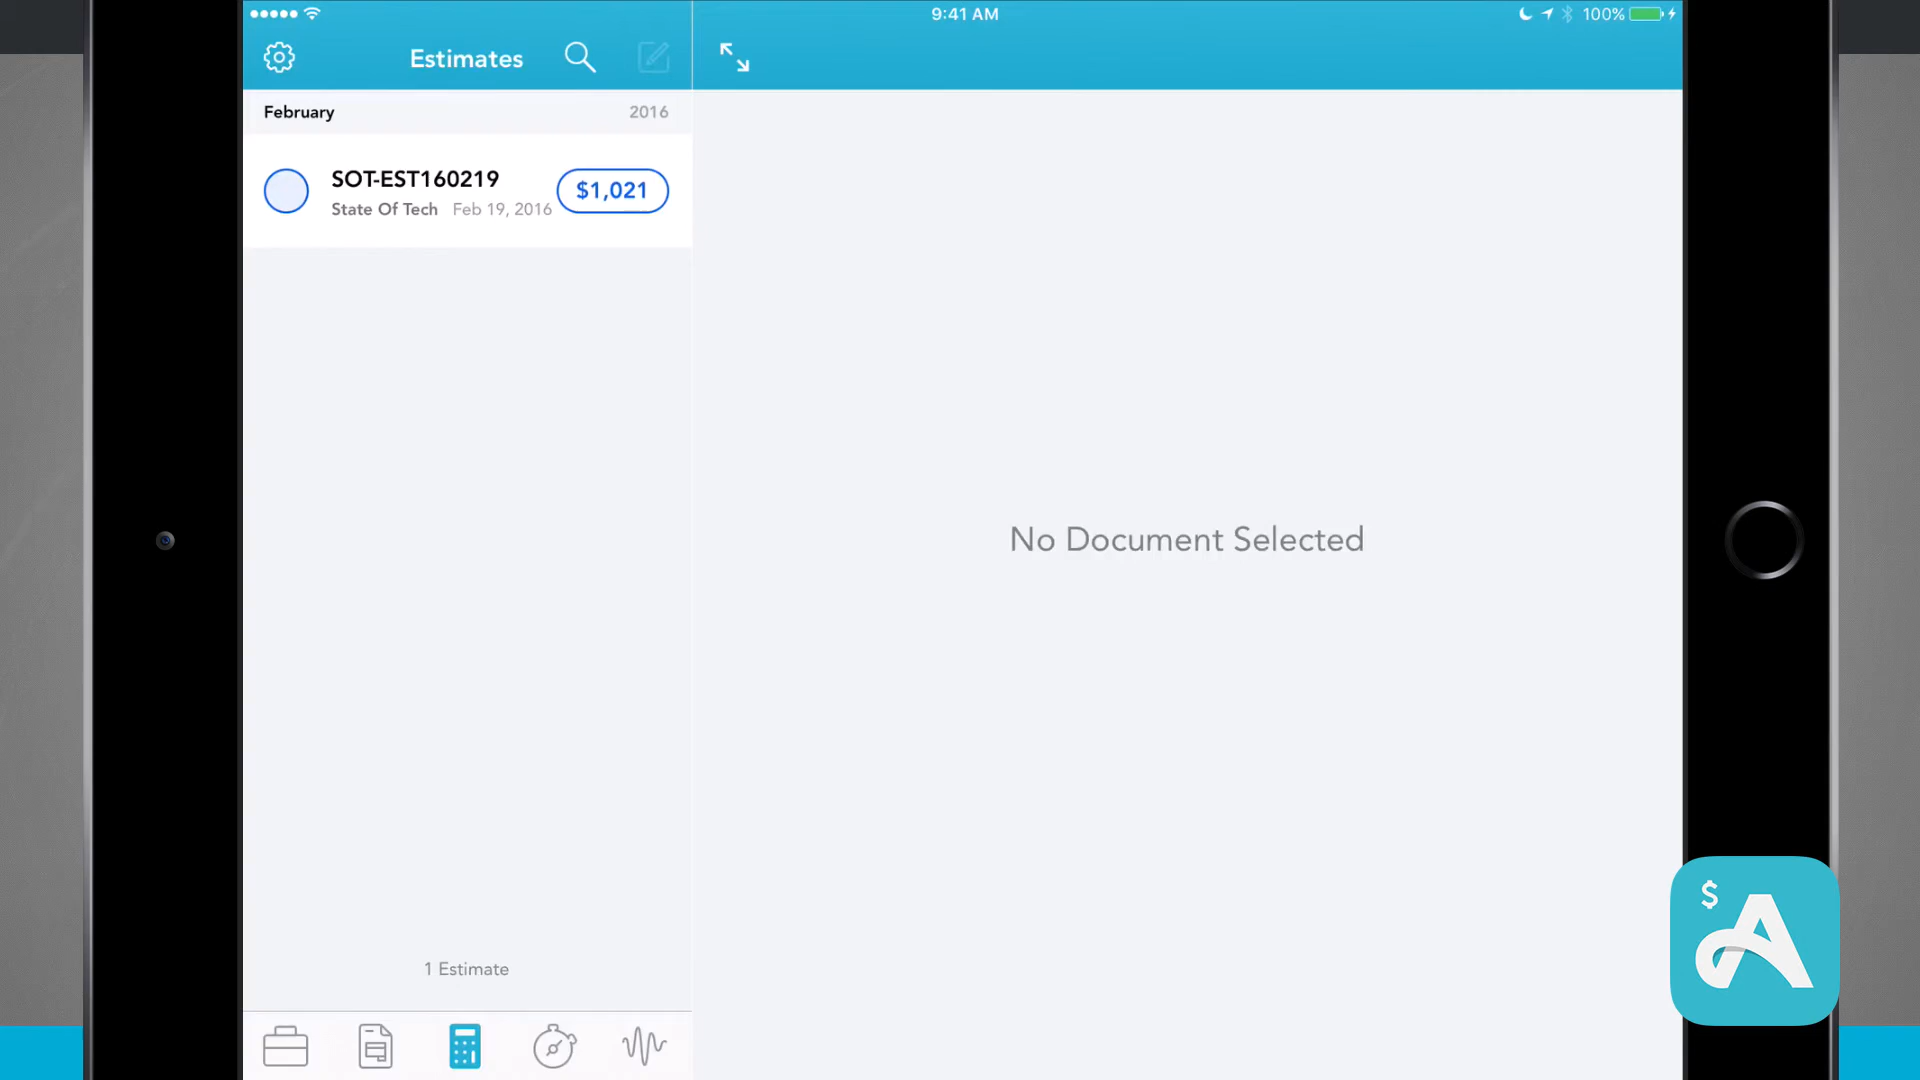 9:41 AM
100%
Estimates
February 2016
SOT-EST160219
$1,021
State Of Tech Feb 19, 2016
No Document Selected
1 Estimate
$A